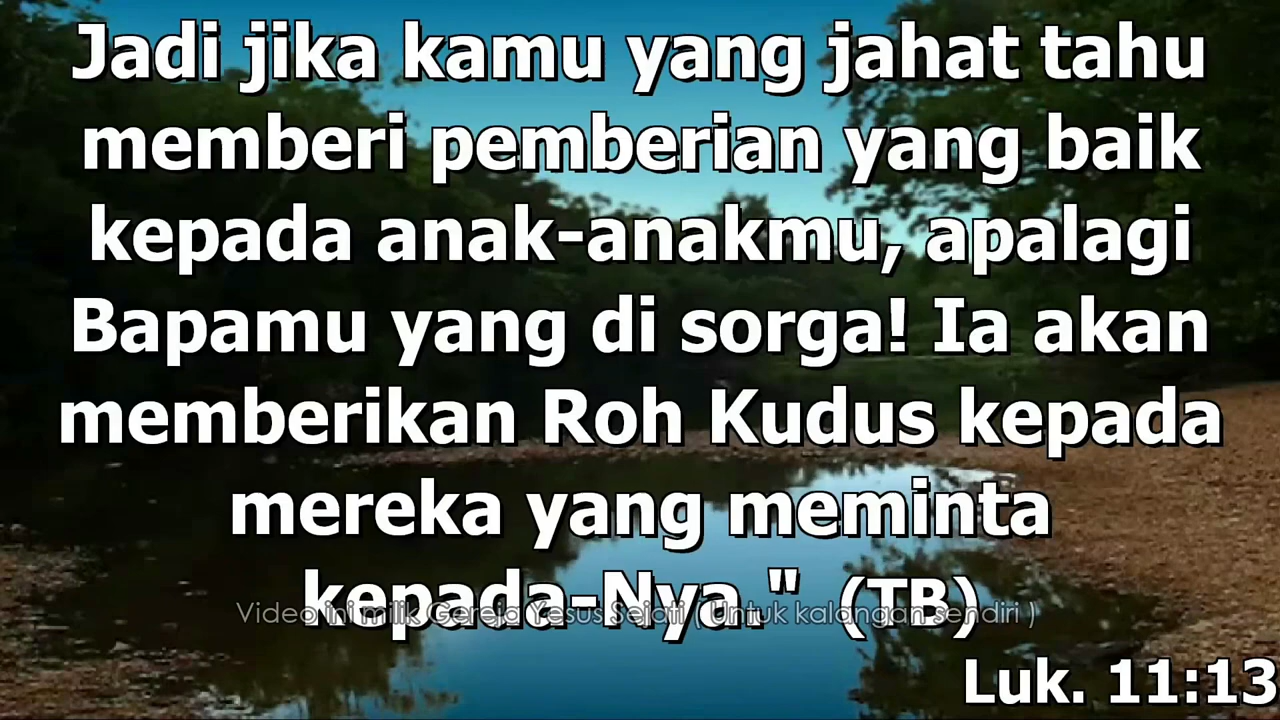 Jadi jika kamu yang jahat tahu
memberi pemberian yang baik
kepada anak-anakmu, apalagi
Bapamu yang di sorga! Ia akan
memberikan Roh Kudus kepada
mereka yang meminta
kepada-Nya." (TB)
Video ini milik Gereja Yesus Sejati ( Untuk kalangan sendiri )
Luk. 11:13